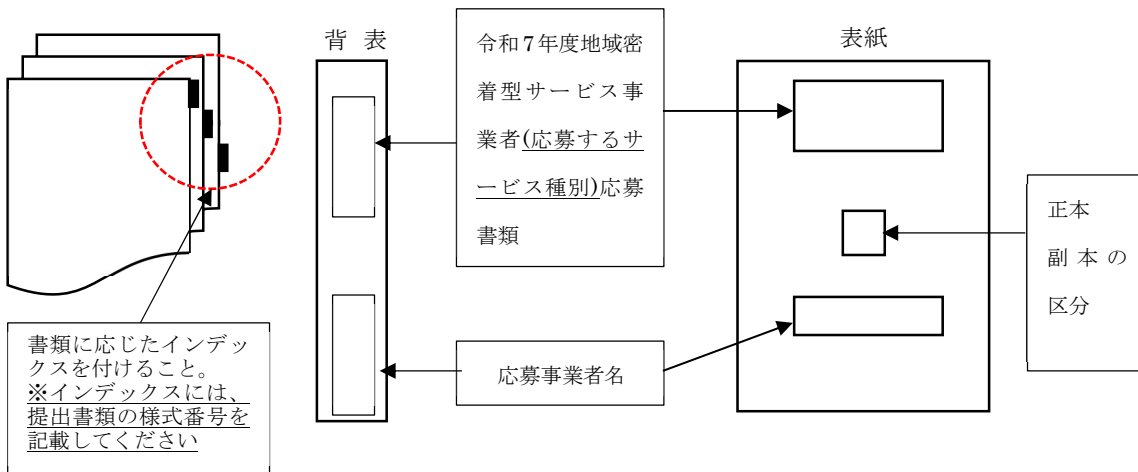 背 表
令和７年度地域密
着型サービス事
業者(応募するサ
ービス種別)応募
書類
表紙
正本
副 本 の
区分
応募事業者名
書類に応じたインデッ
クスを付けること。
※インデックスには、
提出書類の様式番号を
記載してください